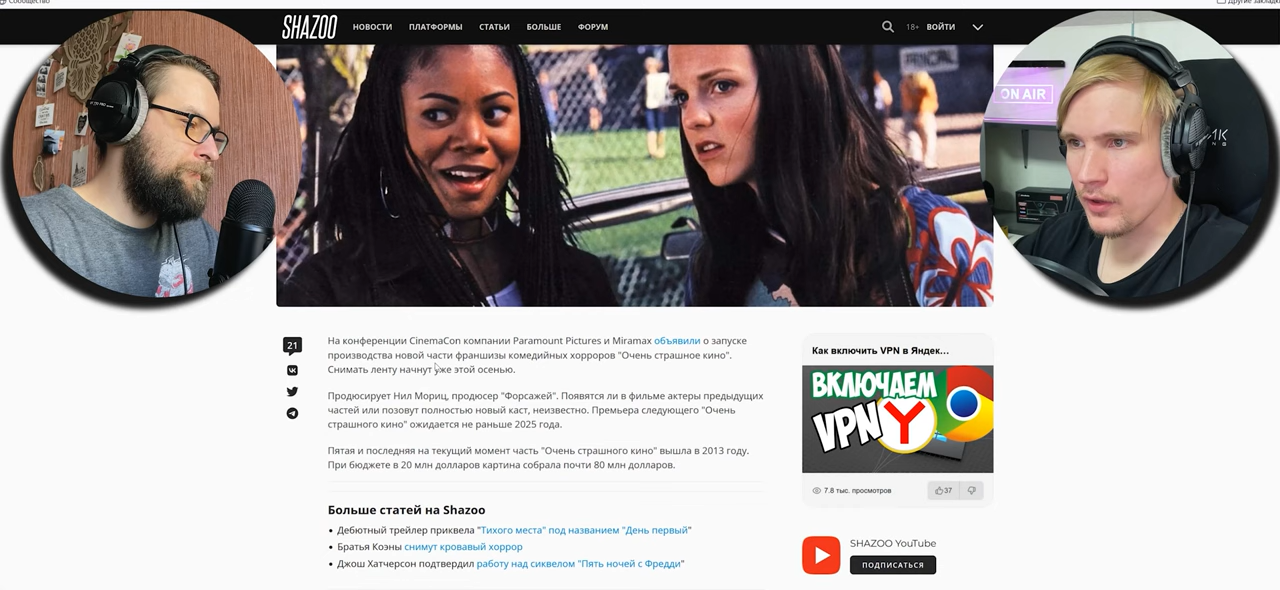 Сообщество
Другие заклад
SHAZOO
НОВОСТИ
ПЛАТФОРМЫ
СТАТЬИ
БОЛЬШЕ
ФОРУМ
18+
ВОЙТИ
PRINCIPAL
ON AIR
21
На конференции CinemaCon компании Paramount Pictures и Miramax объявили о запуске
производства новой части франшизы комедийных хорроров "Очень страшное кино".
Снимать ленту начнут уже этой осенью.
Продюсирует Нил Мориц, продюсер "Форсажей". Появятся ли в фильме актеры предыдущих
частей или позовут полностью новый каст, неизвестно. Премьера следующего "Очень
страшного кино" ожидается не раньше 2025 года.
Пятая и последняя на текущий момент часть "Очень страшного кино" вышла в 2013 году.
При бюджете в 20 млн долларов картина собрала почти 80 млн долларов.
Больше статей на Shazoo
• Дебютный трейлер приквела "Тихого места" под названием "День первый"
• Братья Коэны снимут кровавый хоррор
• Джош Хатчерсон подтвердил работу над сиквелом "Пять ночей с Фредди"
Как включить VPN в Яндек...
ВКЛЮЧАЕМ
VPN
Y
7.8 тыс. просмотров
37
SHAZOO YouTube
ПОДПИСАТЬСЯ